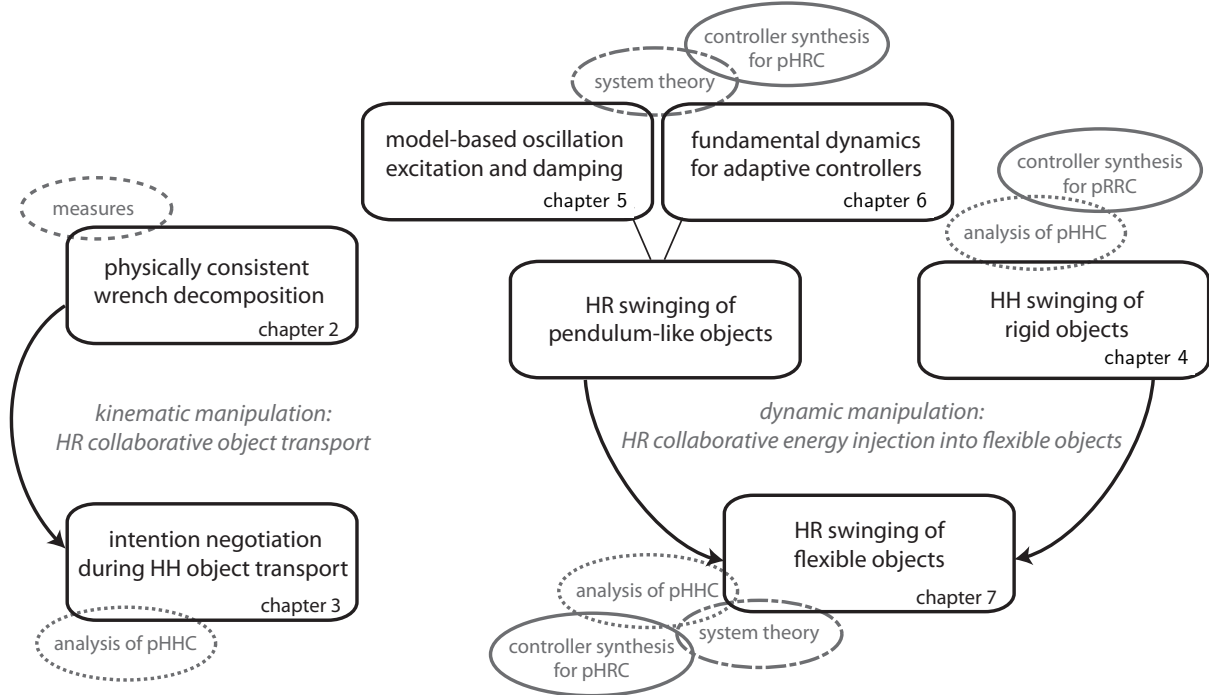 controller synthesis
for pHRC
system theory
model-based oscillation
excitation and damping
chapter 5
fundamental dynamics
for adaptive controllers
chapter 6
controller synthesis
for pRRC
analysis of pHHC
measures
physically consistent
wrench decomposition
chapter 2
HR swinging of
pendulum-like objects
HH swinging of
rigid objects
chapter 4
kinematic manipulation:
HR collaborative object transport
dynamic manipulation:
HR collaborative energy injection into flexible objects
intention negotiation
during HH object transport
chapter 3
analysis of pHHC
HR swinging of
flexible objects
chapter 7
analysis of pHHC
system theory
controller synthesis
for pHRC